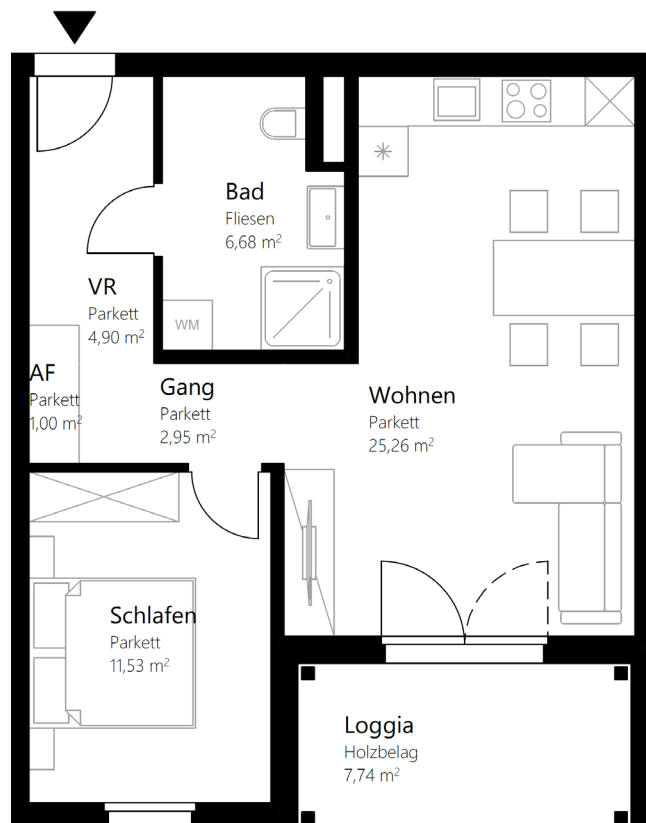 Bad
Fliesen
6,68 m²
VR
Parkett
4,90 m²
WM
AF
Parkett
1,00 m²
Gang
Parkett
2,95 m²
Wohnen
Parkett
25,26 m²
Schlafen
Parkett
11,53 m²
Loggia
Holzbelag
7,74 m²